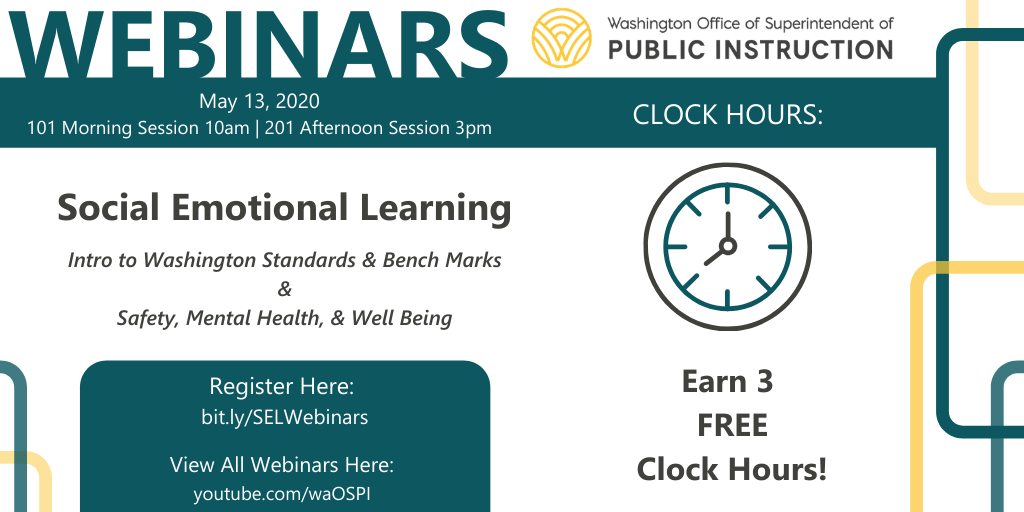 WEBINARS
Washington Office of Superintendent of
PUBLIC INSTRUCTION
May 13, 2020
101 Morning Session 10am | 201 Afternoon Session 3pm
CLOCK HOURS:
Social Emotional Learning
Intro to Washington Standards & Bench Marks
&
Safety, Mental Health, & Well Being
Register Here:
bit.ly/SELWebinars
View All Webinars Here:
youtube.com/waOSPI
Earn 3
FREE
Clock Hours!